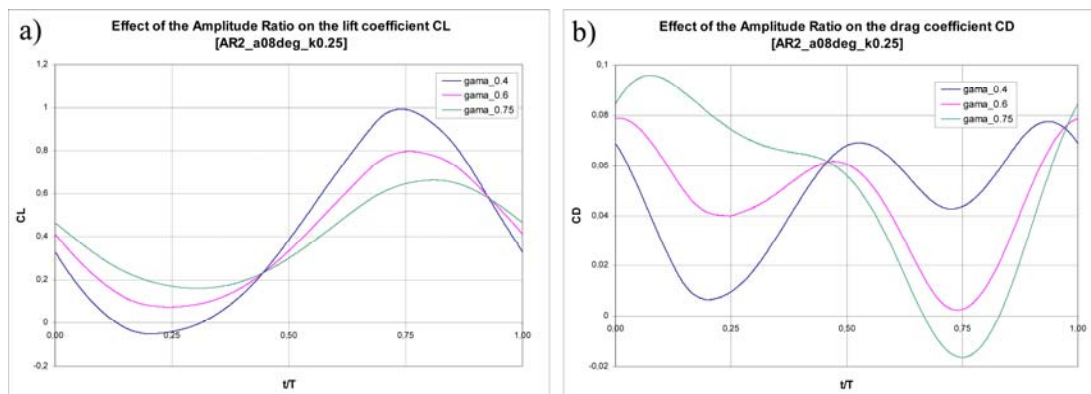 a)
Effect of the Amplitude Ratio on the lift coefficient CL
[AR2_a08deg_k0.25]
1,2
1
0,8
0,6
0,4
0,2
0
-0,2
CL
gama_0.4
gama_0.6
gama_0.75
0,00
0,25
0,50
0,75
1,00
t/T
b)
Effect of the Amplitude Ratio on the drag coefficient CD
[AR2_a08deg_k0.25]
0,1
0,08
0,06
0,04
0,02
0
-0,02
CD
gama_0.4
gama_0.6
gama_0.75
0,00
0,25
0,50
0,75
1,00
t/T